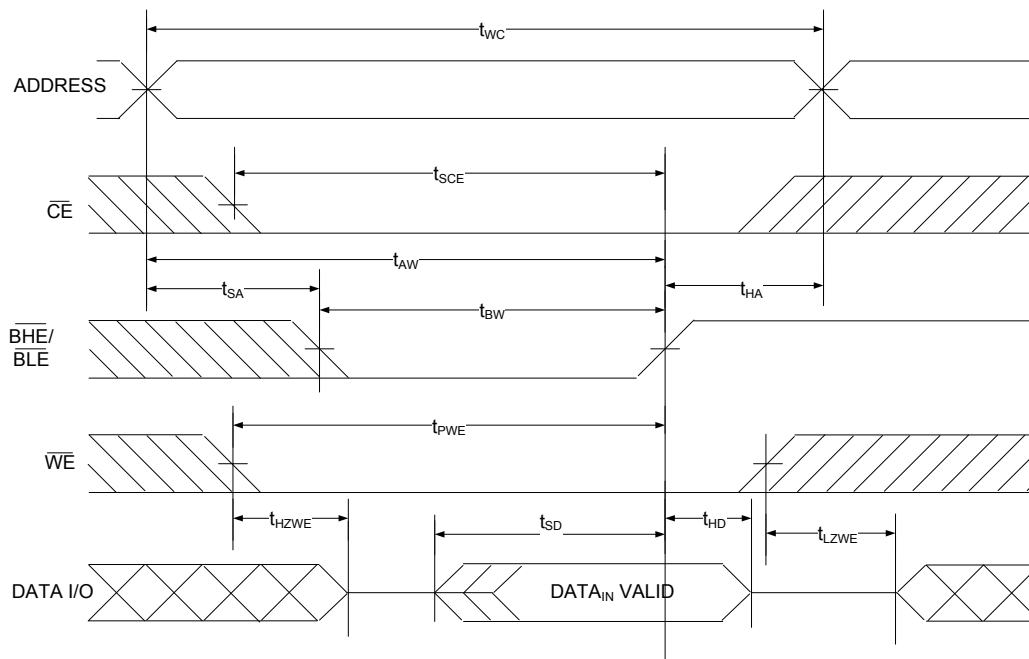 tWC
ADDRESS
tSCE
CE
tAW
tSA
tHA
tBW
BHE/
BLE
tPWE
WE
tHZWE
tSD
tHD
tLZWE
DATA I/O
DATAIN VALID